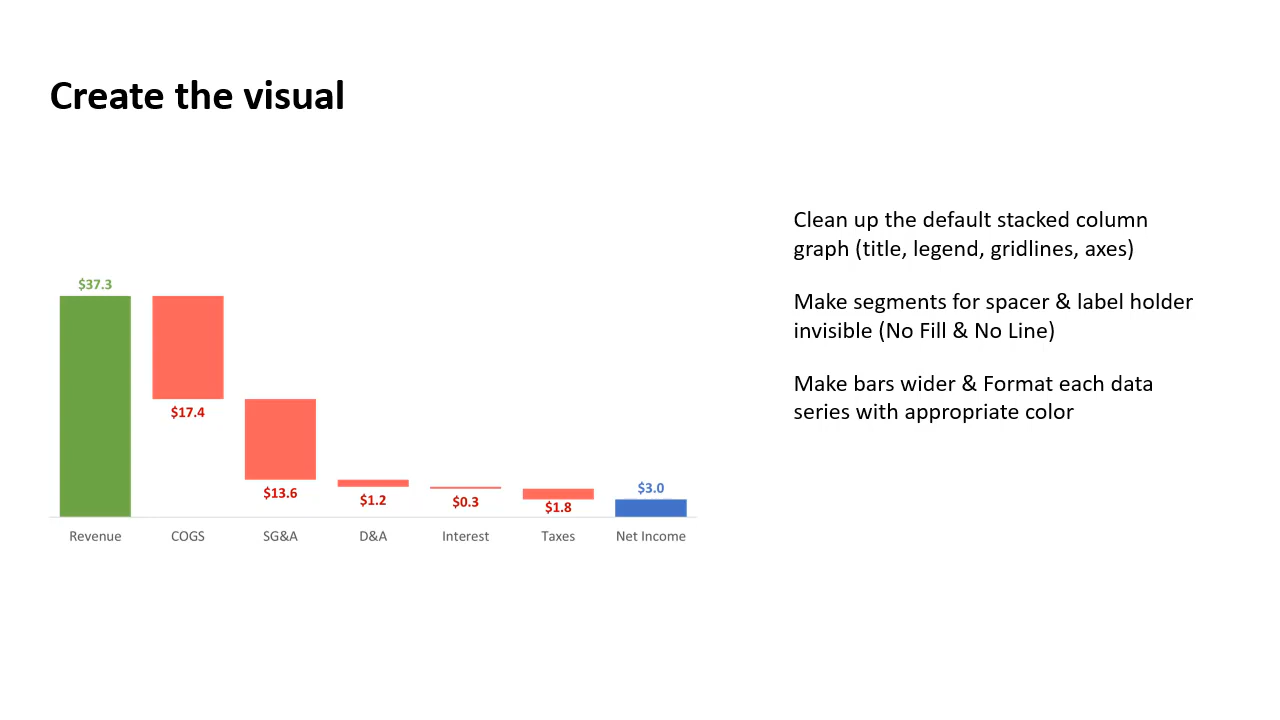 Create the visual
Clean up the default stacked column
graph (title, legend, gridlines, axes)
Make segments for spacer & label holder
invisible (No Fill & No Line)
Make bars wider & Format each data
series with appropriate color
$37.3
$17.4
$13.6
$1.2
$0.3
$1.8
$3.0
Revenue COGS SG&A D&A Interest Taxes Net Income